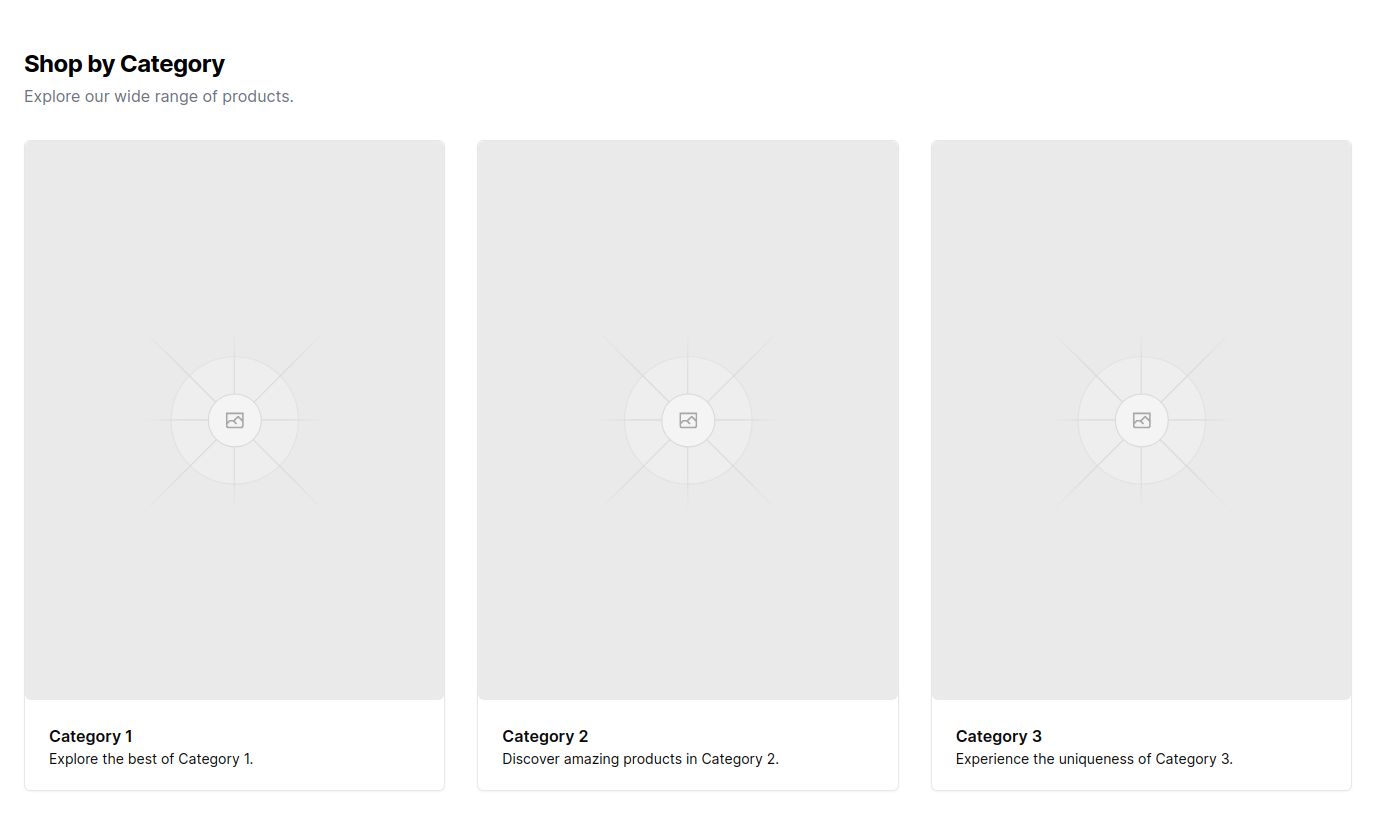 Shop by Category
Explore our wide range of products.
Category 1
Explore the best of Category 1.
Category 2
Discover amazing products in Category 2.
Category 3
Experience the uniqueness of Category 3.